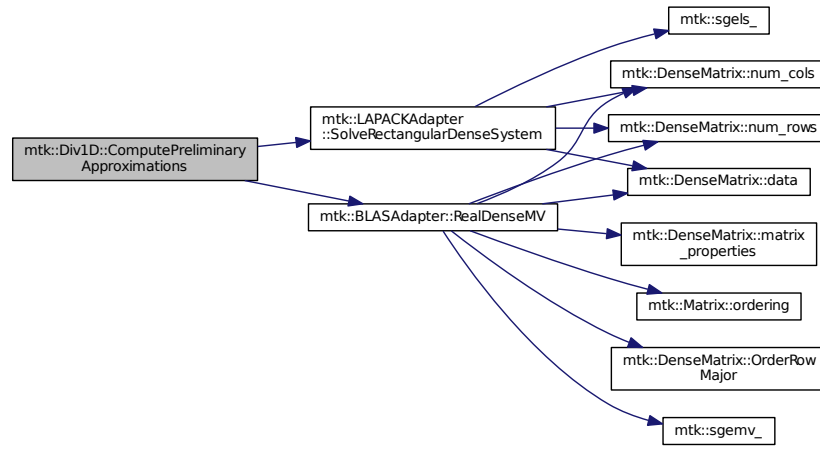 mtk::Div1D::ComputePreliminary
Approximations
mtk::LAPACKAdapter
::SolveRectangularDenseSystem
mtk::BLASAdapter::RealDenseMV
mtk::sgels_
mtk::DenseMatrix::num_cols
mtk::DenseMatrix::num_rows
mtk::DenseMatrix::data
mtk::DenseMatrix::matrix
_properties
mtk::Matrix::ordering
mtk::DenseMatrix::OrderRow
Major
mtk::sgemv_